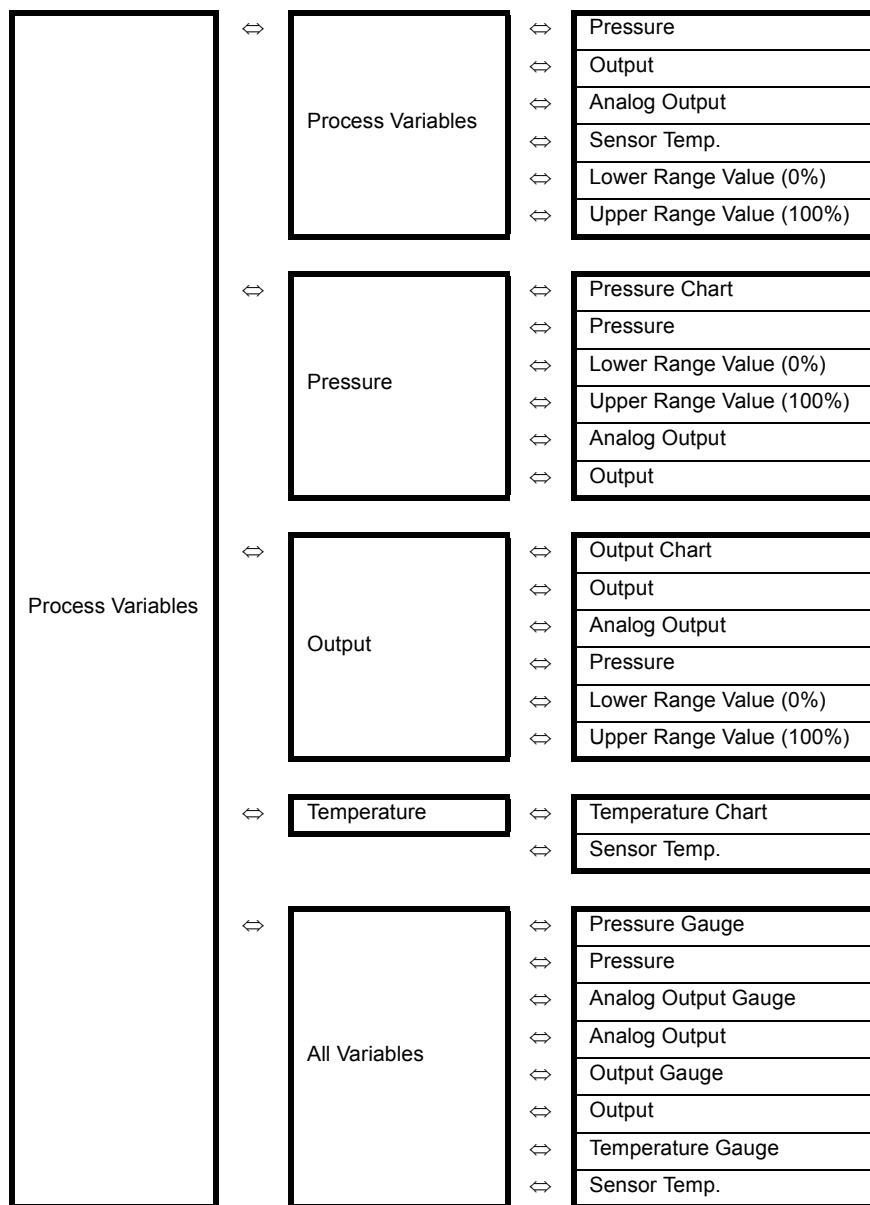 ⇔ ⇔ Pressure
⇔ Output
⇔ Analog Output
Process Variables
⇔ Sensor Temp.
⇔ Lower Range Value (0%)
⇔ Upper Range Value (100%)
⇔ ⇔ Pressure Chart
⇔ Pressure
⇔ Lower Range Value (0%)
Pressure
⇔ Upper Range Value (100%)
⇔ Analog Output
⇔ Output
⇔ ⇔ Output Chart
Process Variables
⇔ Output
⇔ Analog Output
Output
⇔ Pressure
⇔ Lower Range Value (0%)
⇔ Upper Range Value (100%)
⇔ Temperature ⇔ Temperature Chart
⇔ Sensor Temp.
⇔ ⇔ Pressure Gauge
⇔ Pressure
⇔ Analog Output Gauge
⇔ Analog Output
All Variables
⇔ Output Gauge
⇔ Output
⇔ Temperature Gauge
⇔ Sensor Temp.